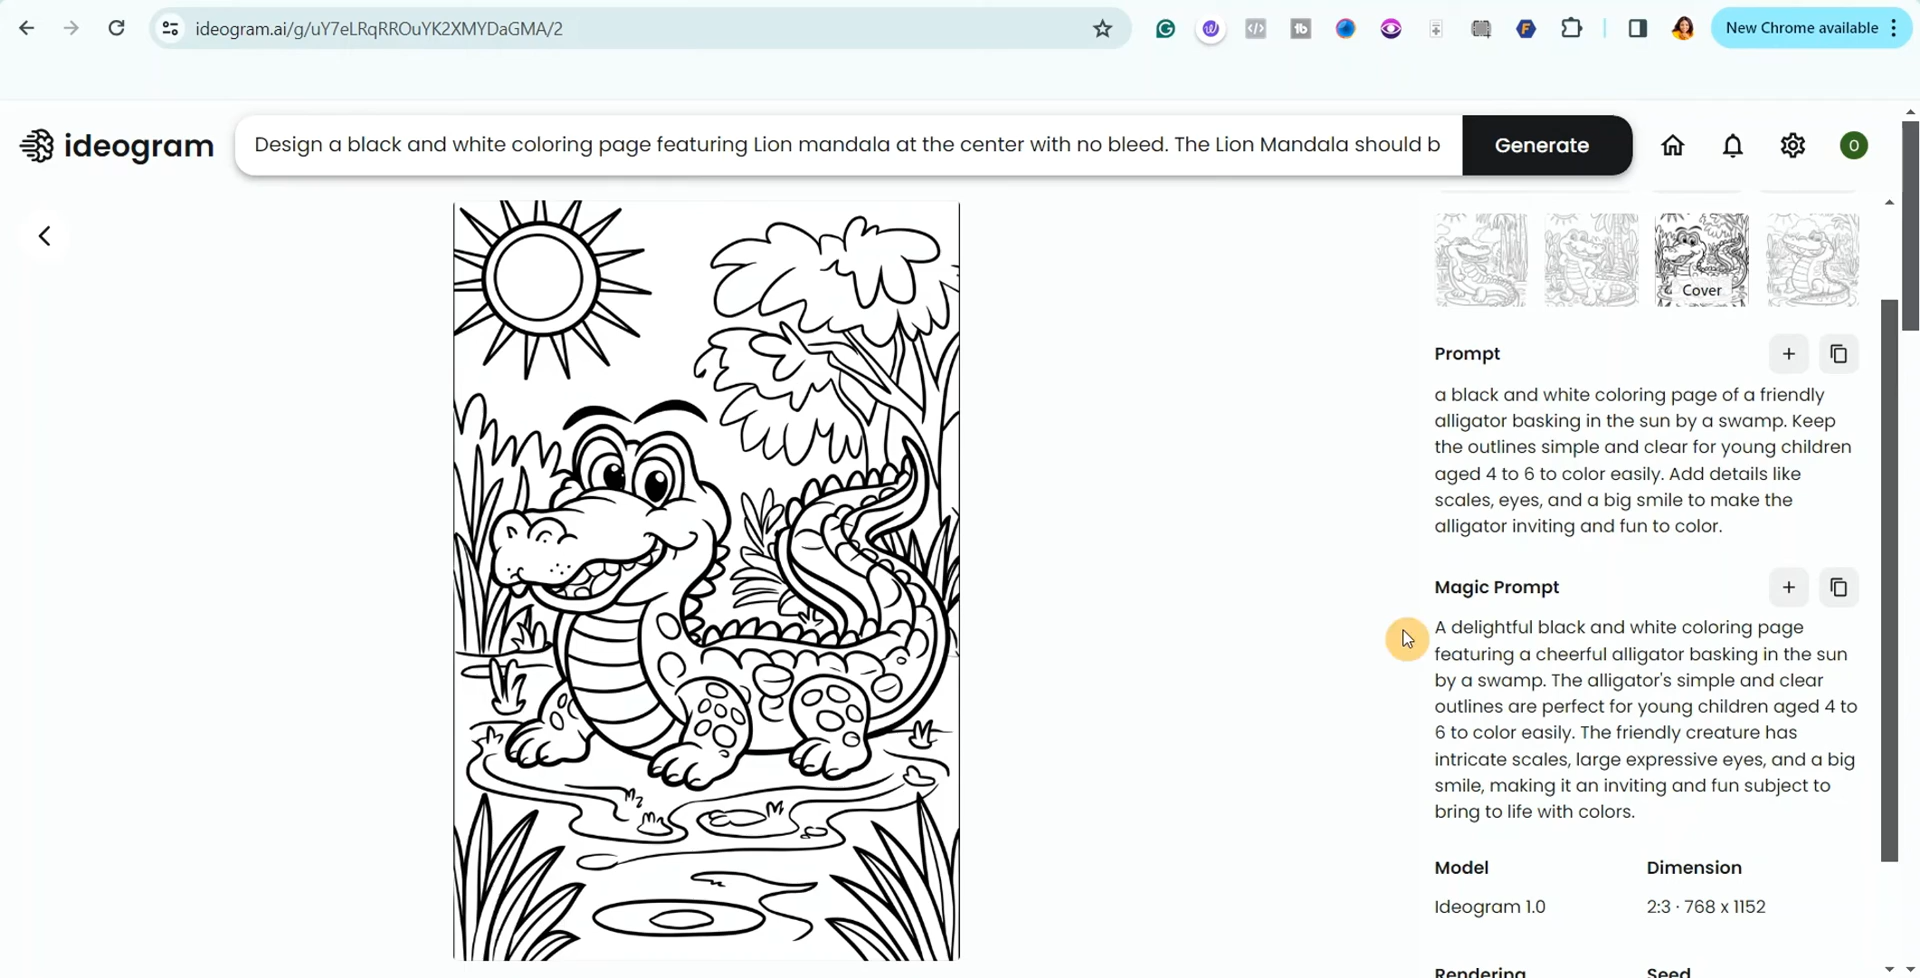 ideogram.ai/g/uY7eLRqRROuYK2XMYDaGMA/2
New Chrome available
ideogram
Design a black and white coloring page featuring Lion mandala at the center with no bleed. The Lion Mandala should b
Generate
O
Cover
Prompt
a black and white coloring page of a friendly
alligator basking in the sun by a swamp. Keep
the outlines simple and clear for young children
aged 4 to 6 to color easily. Add details like
scales, eyes, and a big smile to make the
alligator inviting and fun to color.
Magic Prompt
A delightful black and white coloring page
featuring a cheerful alligator basking in the sun
by a swamp. The alligator's simple and clear
outlines are perfect for young children aged 4 to
6 to color easily. The friendly creature has
intricate scales, large expressive eyes, and a big
smile, making it an inviting and fun subject to
bring to life with colors.
Model Dimension
Ideogram 1.0 2:3 · 768 x 1152
Rendering Seed